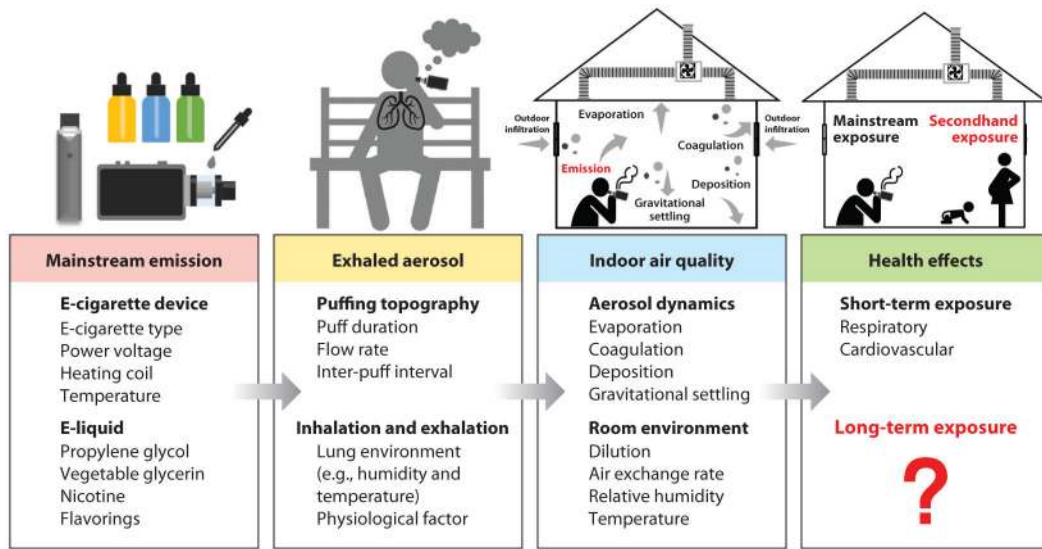 Outdoor
infiltration
Evaporation
Emission
Coagulation
Deposition
Gravitational
settling
Outdoor
infiltration
Mainstream
exposure
Secondhand
exposure
Mainstream emission
E-cigarette device
E-cigarette type
Power voltage
Heating coil
Temperature
E-liquid
Propylene glycol
Vegetable glycerin
Nicotine
Flavorings
Exhaled aerosol
Puffing topography
Puff duration
Flow rate
Inter-puff interval
Inhalation and exhalation
Lung environment
(e.g., humidity and
temperature)
Physiological factor
Indoor air quality
Aerosol dynamics
Evaporation
Coagulation
Deposition
Gravitational settling
Room environment
Dilution
Air exchange rate
Relative humidity
Temperature
Health effects
Short-term exposure
Respiratory
Cardiovascular
Long-term exposure
?